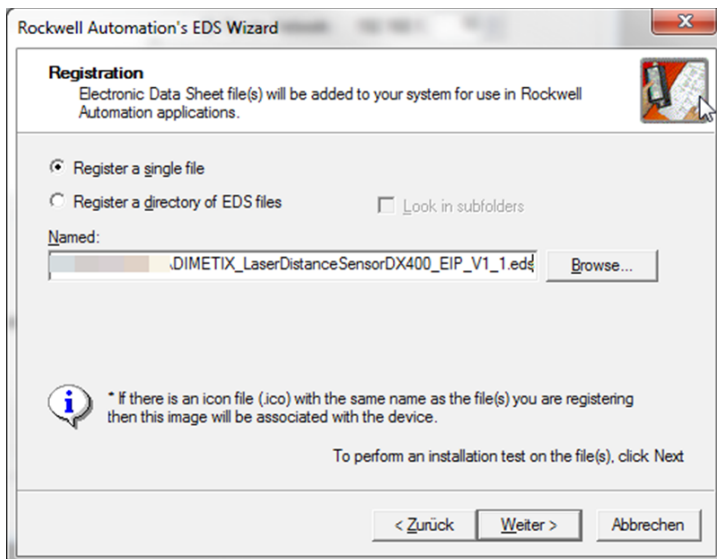 Rockwell Automation's EDS Wizard
Registration
Electronic Data Sheet file(s) will be added to your system for use in Rockwell
Automation applications.
Register a single file
Register a directory of EDS files
Look in subfolders
Named:
\DIMETIX_LaserDistanceSensorDX400_EIP_V1_1.eds
Browse...
* If there is an icon file (.ico) with the same name as the file(s) you are registering
then this image will be associated with the device.
To perform an installation test on the file(s), click Next
< Zurück
Weiter >
Abbrechen